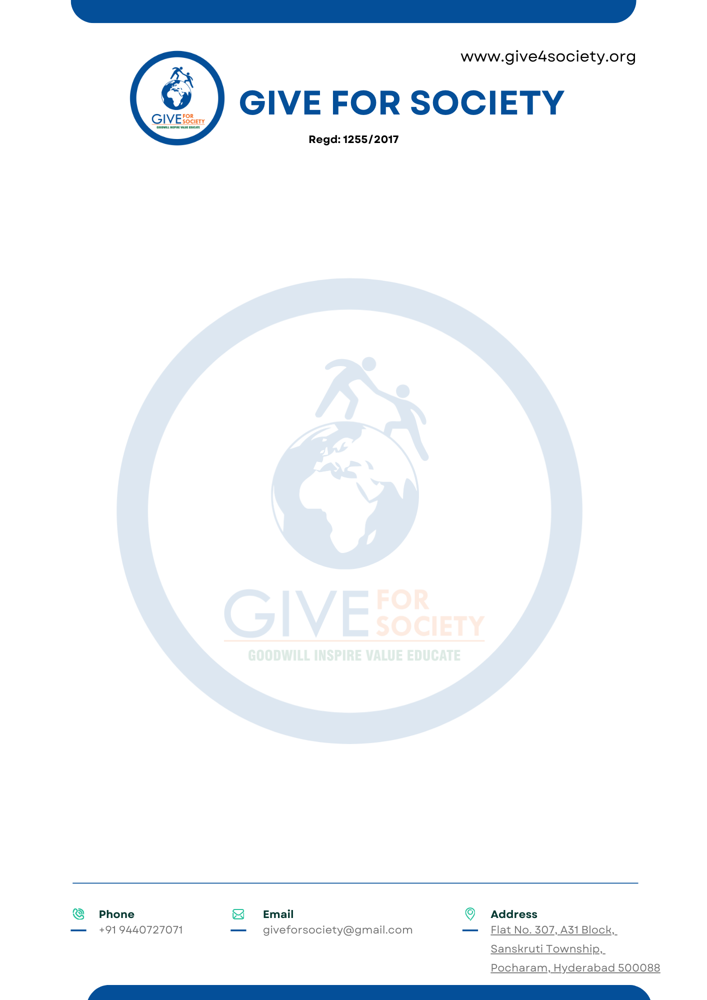 www.give4society.org
GIVE FOR SOCIETY
GIVE FOR
SOCIETY
GOODWILL INSPIRE VALUE EDUCATE
Regd: 1255/2017
GIVE FOR
SOCIETY
GOODWILL INSPIRE VALUE EDUCATE
Phone
+91 9440727071
Email
giveforsociety@gmail.com
Address
Flat No. 307, A31 Block,
Sanskruti Township,
Pocharam, Hyderabad 500088